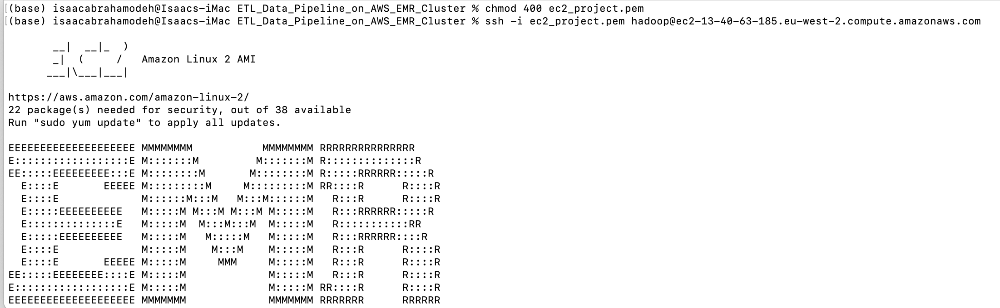 [(base) isaacabrahamodeh@Isaacs-iMac ETL_Data_Pipeline_on_AWS_EMR_Cluster % chmod 400 ec2_project.pem
[(base) isaacabrahamodeh@Isaacs-iMac ETL_Data_Pipeline_on_AWS_EMR_Cluster % ssh -i ec2_project.pem hadoop@ec2-13-40-63-185.eu-west-2.compute.amazonaws.com

       __|  __|_  )
       _|  (     /   Amazon Linux 2 AMI
      ___|\___|___|

https://aws.amazon.com/amazon-linux-2/
22 package(s) needed for security, out of 38 available
Run "sudo yum update" to apply all updates.

EEEEEEEEEEEEEEEEEEEE MMMMMMMM           MMMMMMMM RRRRRRRRRRRRRRR
E::::::::::::::::::E M:::::::M         M:::::::M R::::::::::::::R
EE:::::EEEEEEEEE:::E M::::::::M       M::::::::M R:::::RRRRRR:::::R
  E::::E       EEEEE M:::::::::M     M:::::::::M RR::::R      R::::R
  E::::E             M::::::M:::M   M:::M::::::M   R:::R      R::::R
  E:::::EEEEEEEEEE   M:::::M M:::M M:::M M:::::M   R:::RRRRRR:::::R
  E::::::::::::::E   M:::::M  M:::M:::M  M:::::M   R:::::::::::RR
  E:::::EEEEEEEEEE   M:::::M   M:::::M   M:::::M   R:::RRRRRR::::R
  E::::E             M:::::M    M:::M    M:::::M   R:::R      R::::R
  E::::E       EEEEE M:::::M     MMM     M:::::M   R:::R      R::::R
EE:::::EEEEEEEE::::E M:::::M             M:::::M   R:::R      R::::R
E::::::::::::::::::E M:::::M             M:::::M RR::::R      R::::R
EEEEEEEEEEEEEEEEEEEE MMMMMMM             MMMMMMM RRRRRRR      RRRRRR